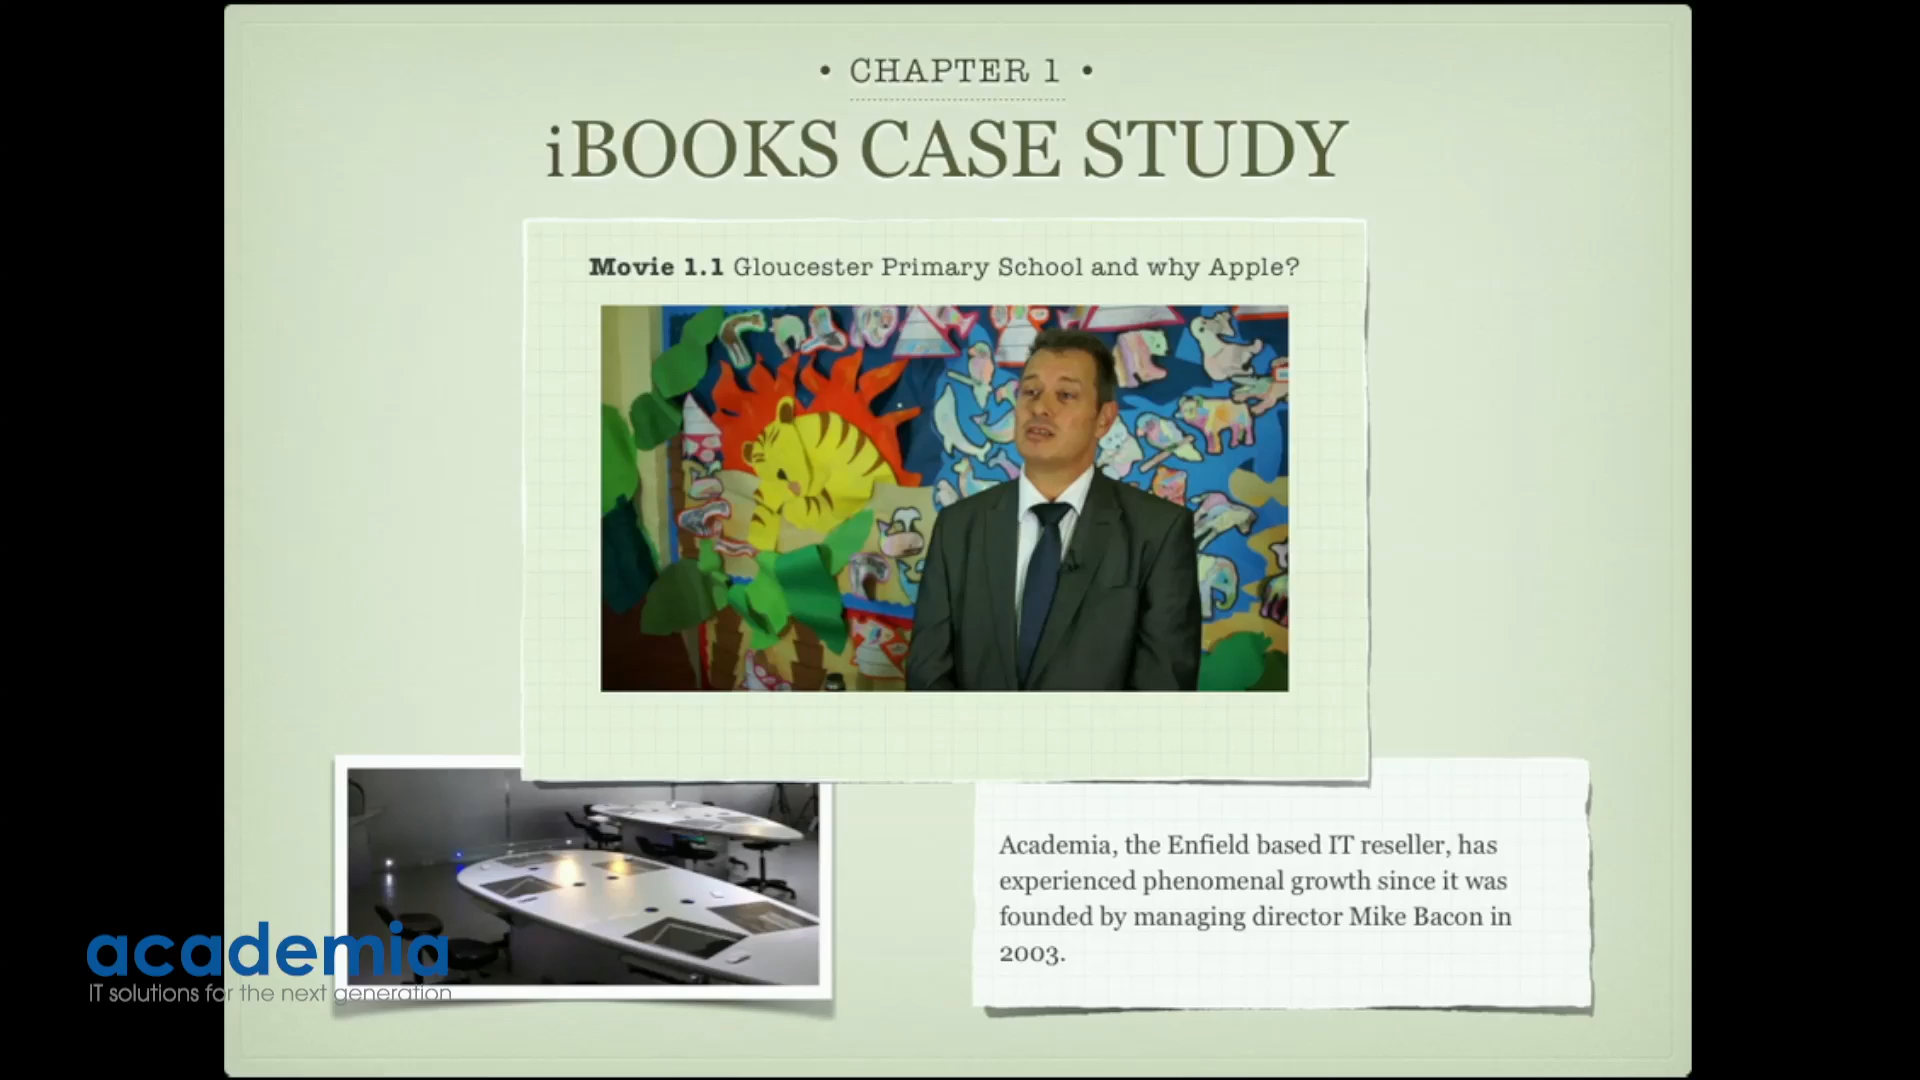 • CHAPTER 1 •
iBOOKS CASE STUDY
Movie 1.1 Gloucester Primary School and why Apple?
Academia, the Enfield based IT reseller, has
experienced phenomenal growth since it was
founded by managing director Mike Bacon in
2003.
academia
IT solutions for the next generation